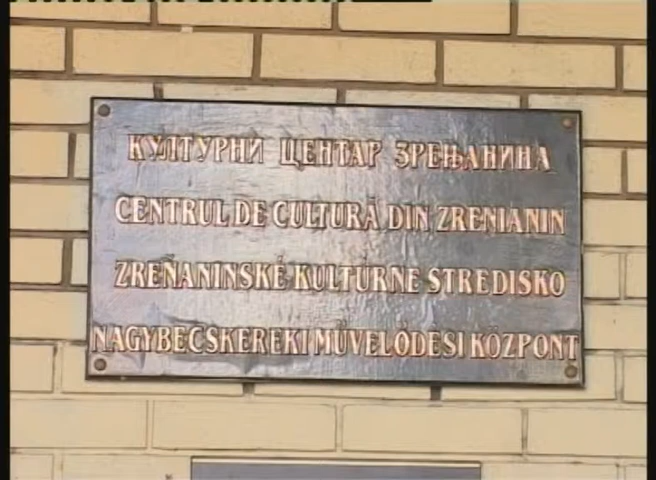 КУЛТУРНИ ЦЕНТАР ЗРЕЊАНИНА
CENTRUL DE CULTURĂ DIN ZRENIANIN
ZREŇANINSKÉ KULTÚRNE STREDISKO
NAGYBECSKEREKI MŰVELŐDÉSI KÖZPONT